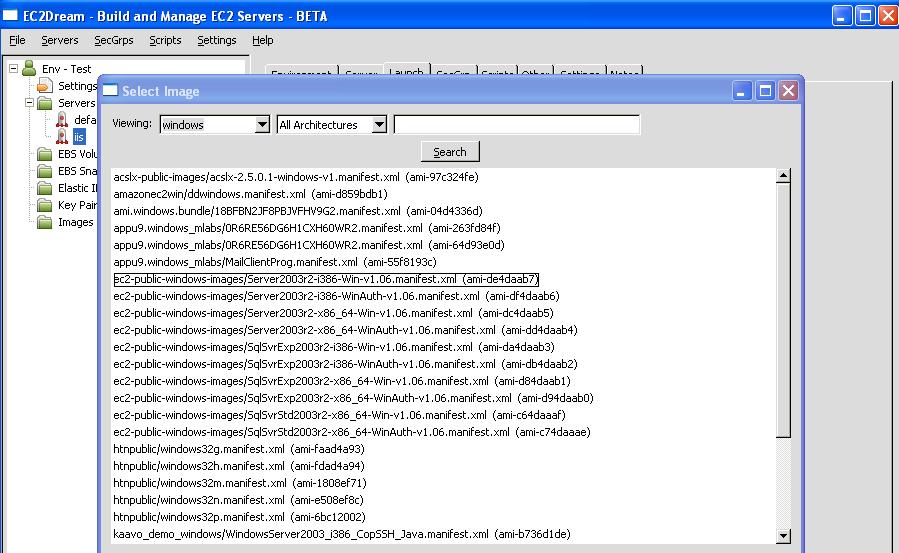 EC2Dream - Build and Manage EC2 Servers - BETA
File Servers SecGrps Scripts Settings Help
Env - Test
Environment Server Launch SecGrp Scripts Other Settings Notes
Settings
Servers
defa
iis
EBS Volu
EBS Sna
Elastic I
Key Pair
Images
Select Image
Viewing: windows All Architectures
Search
acslx-public-images/acslx-2.5.0.1-windows-v1.manifest.xml (ami-97c324fe)
amazonec2win/ddwindows.manifest.xml (ami-d859bdb1)
ami.windows.bundle/18BFBN2JF8PBJVFHV9G2.manifest.xml (ami-04d4336d)
appu9.windows_mlabs/0R6RE56DG6H1CXH60WR2.manifest.xml (ami-263fd84f)
appu9.windows_mlabs/0R6RE56DG6H1CXH60WR2.manifest.xml (ami-64d93e0d)
appu9.windows_mlabs/MailClientProg.manifest.xml (ami-55f8193c)
ec2-public-windows-images/Server2003r2-i386-Win-v1.06.manifest.xml (ami-de4daab7)
ec2-public-windows-images/Server2003r2-i386-WinAuth-v1.06.manifest.xml (ami-df4daab6)
ec2-public-windows-images/Server2003r2-x86_64-Win-v1.06.manifest.xml (ami-dc4daab5)
ec2-public-windows-images/Server2003r2-x86_64-WinAuth-v1.06.manifest.xml (ami-dd4daab4)
ec2-public-windows-images/SqlSvrExp2003r2-i386-Win-v1.06.manifest.xml (ami-da4daab3)
ec2-public-windows-images/SqlSvrExp2003r2-i386-WinAuth-v1.06.manifest.xml (ami-db4daab2)
ec2-public-windows-images/SqlSvrExp2003r2-x86_64-Win-v1.06.manifest.xml (ami-d84daab1)
ec2-public-windows-images/SqlSvrExp2003r2-x86_64-WinAuth-v1.06.manifest.xml (ami-d94daab0)
ec2-public-windows-images/SqlSvrStd2003r2-x86_64-Win-v1.06.manifest.xml (ami-c64daaaf)
ec2-public-windows-images/SqlSvrStd2003r2-x86_64-WinAuth-v1.06.manifest.xml (ami-c74daaae)
htnpublic/windows32g.manifest.xml (ami-faad4a93)
htnpublic/windows32h.manifest.xml (ami-fdad4a94)
htnpublic/windows32m.manifest.xml (ami-1808ef71)
htnpublic/windows32n.manifest.xml (ami-e508ef8c)
htnpublic/windows32p.manifest.xml (ami-6bc12002)
kaavo_demo_windows/WindowsServer2003_i386_CopSSH_Java.manifest.xml (ami-b736d1de)